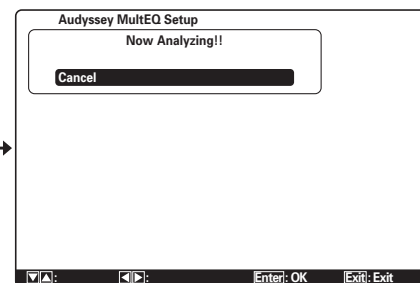 Audyssey MultEQ Setup
Now Analyzing!!
Cancel
▼▲: ◀▶: Enter: OK Exit: Exit